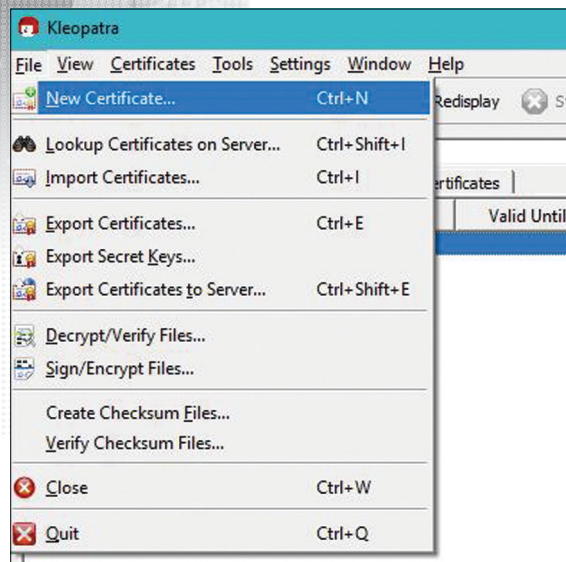 Kleopatra
File View Certificates Tools Settings Window Help
New Certificate... Ctrl+N
Redisplay
Lookup Certificates on Server... Ctrl+Shift+I
Import Certificates... Ctrl+I
ertificates
Export Certificates... Ctrl+E
Valid Until
Export Secret Keys...
Export Certificates to Server... Ctrl+Shift+E
Decrypt/Verify Files...
Sign/Encrypt Files...
Create Checksum Files...
Verify Checksum Files...
Close Ctrl+W
Quit Ctrl+Q